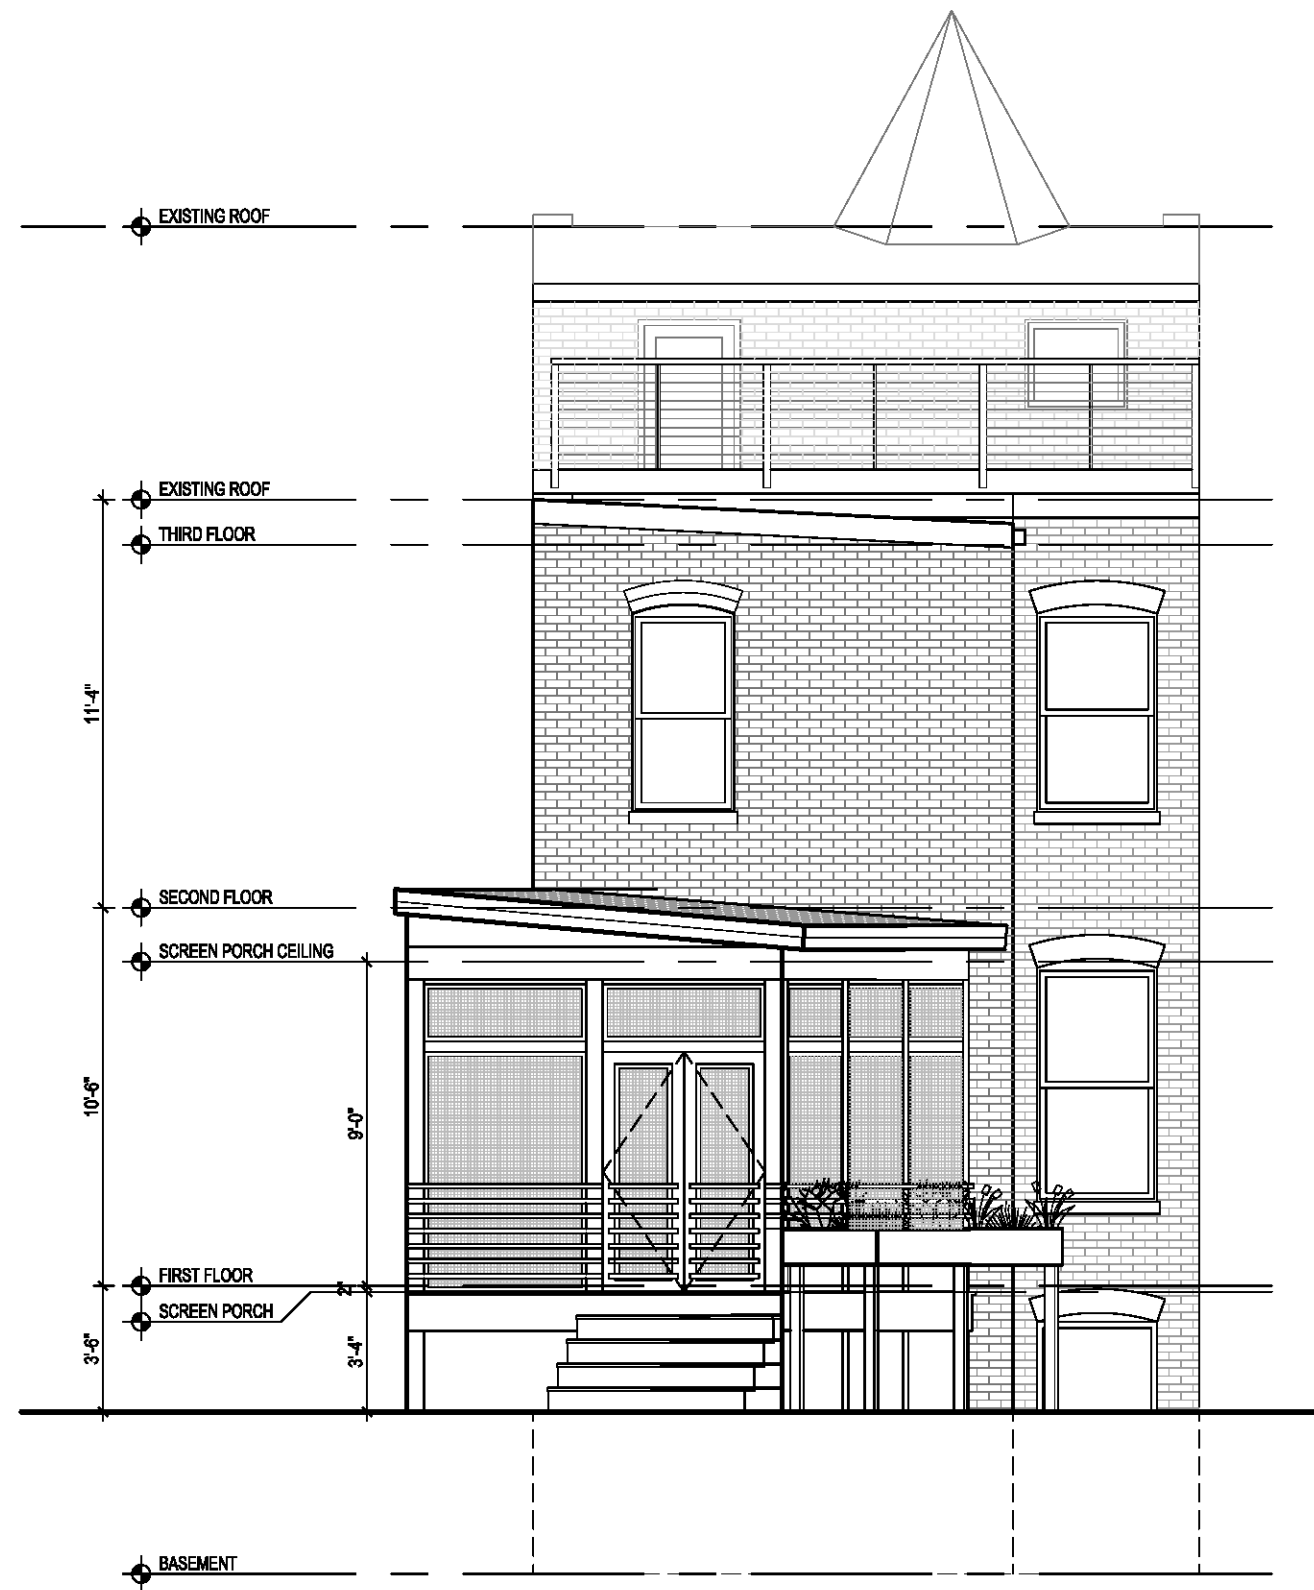 EXISTING ROOF
EXISTING ROOF
THIRD FLOOR
11'-4"
SECOND FLOOR
SCREEN PORCH CEILING
10'-6"
9'-0"
FIRST FLOOR
2"
SCREEN PORCH
3'-6"
3'-4"
BASEMENT